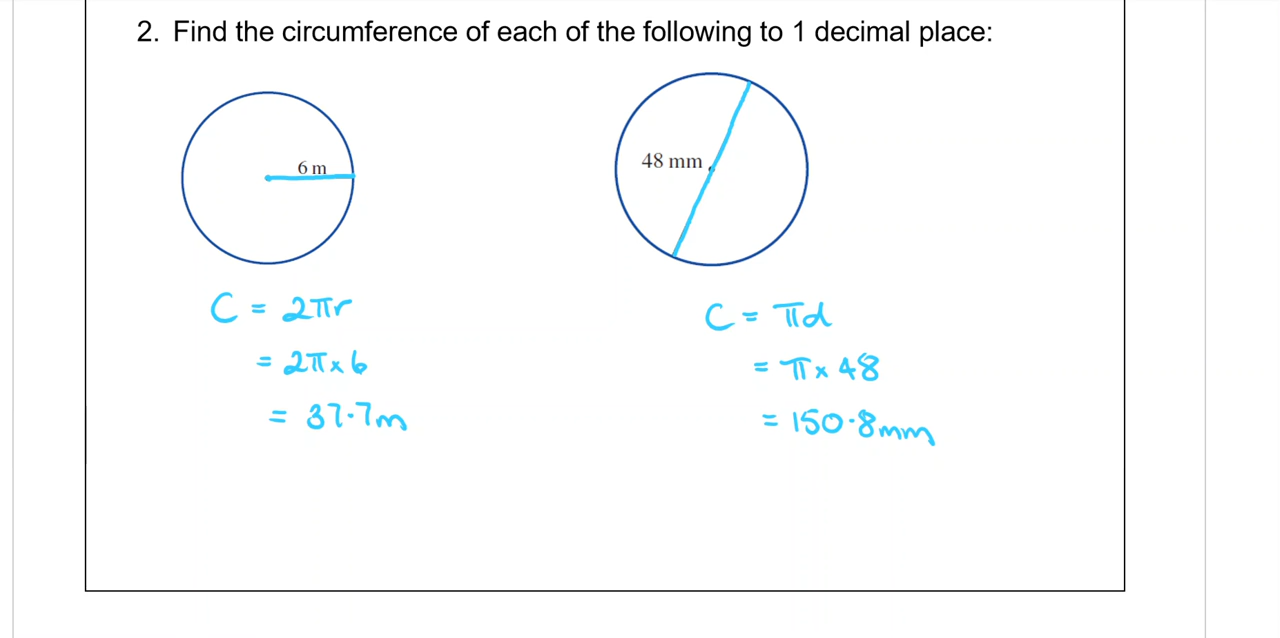 2. Find the circumference of each of the following to 1 decimal place:
6 m
48 mm
C = 2πr
= 2π × 6
= 37.7m
C = πd
= π × 48
= 150.8mm